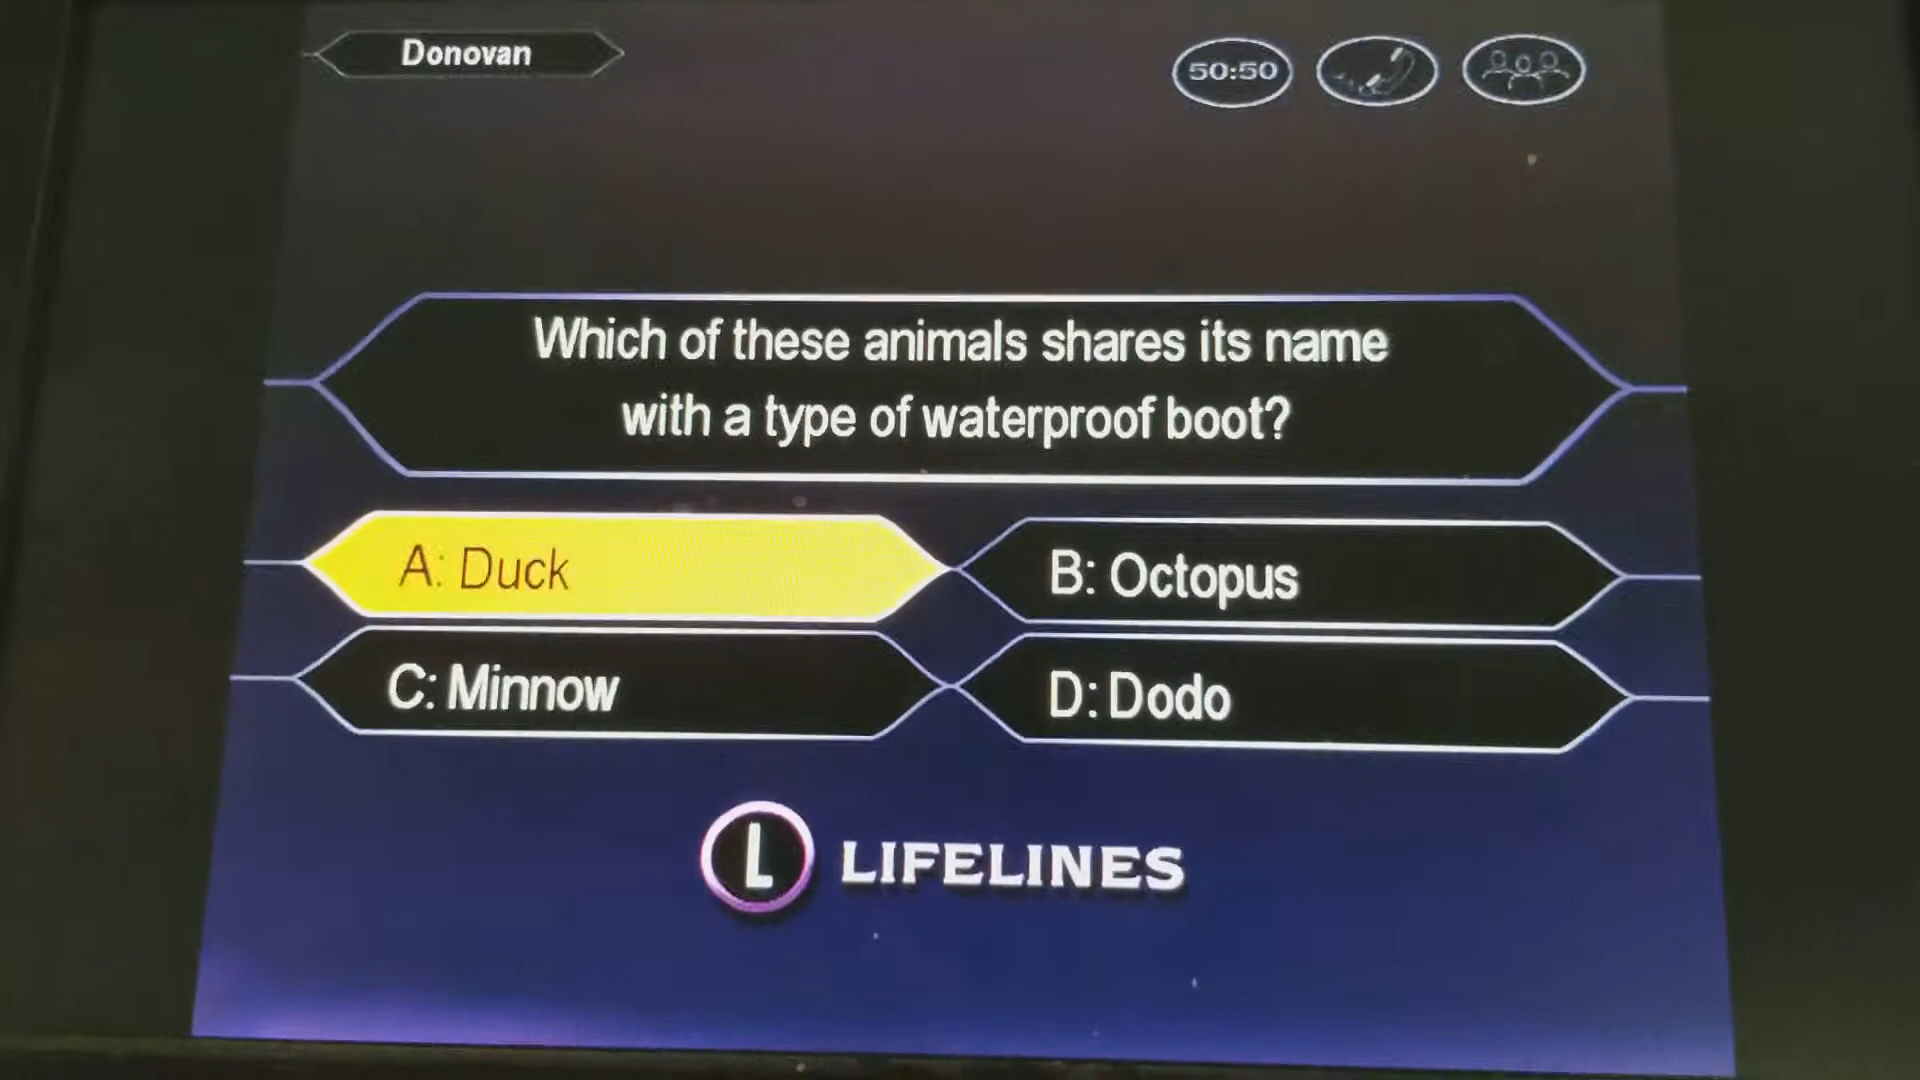 Donovan
50:50
Which of these animals shares its name
with a type of waterproof boot?
A: Duck
B: Octopus
C: Minnow
D: Dodo
L LIFELINES